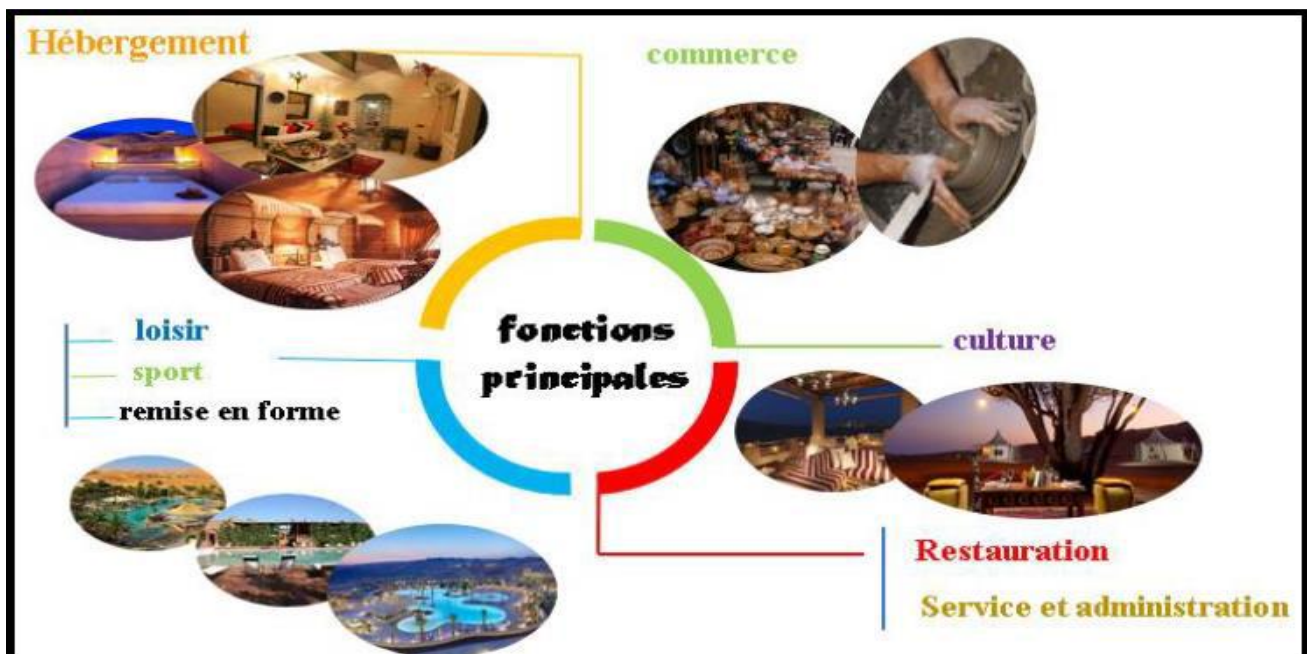 Hébergement
commerce
fonctions
principales
loisir
sport
remise en forme
culture
Restauration
Service et administration